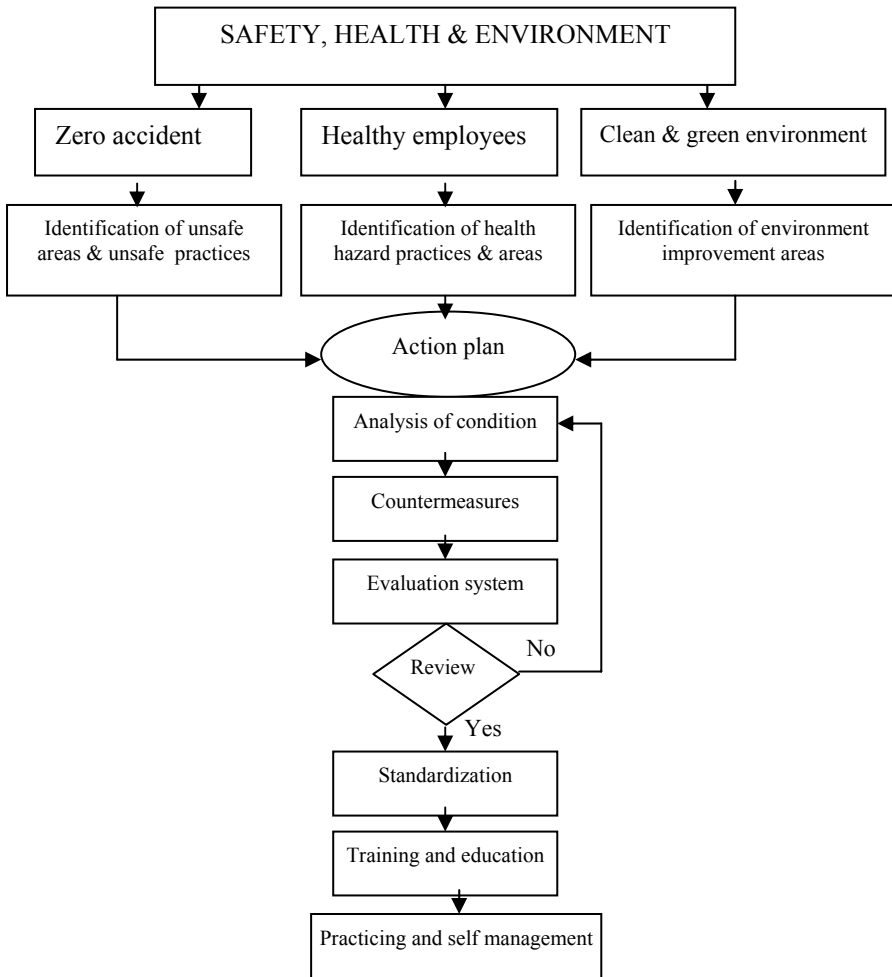 SAFETY, HEALTH & ENVIRONMENT
Zero accident
Healthy employees
Clean & green environment
Identification of unsafe
areas & unsafe practices
Identification of health
hazard practices & areas
Identification of environment
improvement areas
Action plan
Analysis of condition
Countermeasures
Evaluation system
Review
No
Yes
Standardization
Training and education
Practicing and self management